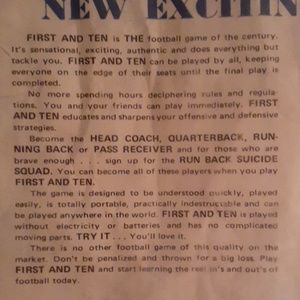 NEW EXCITIN
FIRST AND TEN is THE football game of the century.
It's sensational, exciting, authentic and does everything but
tackle you. FIRST AND TEN can be played by all, keeping
everyone on the edge of their seats until the final play is
completed.
No more spending hours deciphering rules and regula-
tions. You and your friends can play immediately. FIRST
AND TEN educates and sharpens your offensive and defensive
strategies.
Become the HEAD COACH, QUARTERBACK, RUN-
NING BACK or PASS RECEIVER and for those who are
brave enough . . . sign up for the RUN BACK SUICIDE
SQUAD. You can become all of these players when you play
FIRST AND TEN.
The game is designed to be understood quickly, played
easily, is totally portable, practically indestructable and can
be played anywhere in the world. FIRST AND TEN is played
without electricity or batteries and has no complicated
moving parts. TRY IT . . . You'll love it.
There is no other football game of this quality on the
market. Don't be penalized and thrown for a big loss. Play
FIRST AND TEN and start learning the real in's and out's of
football today.